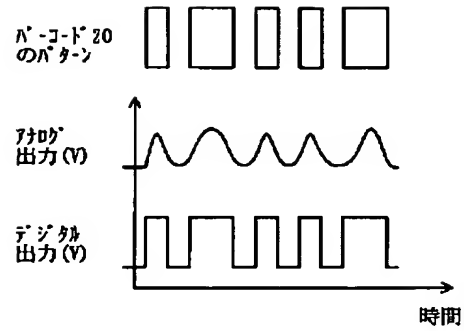 ﾊﾞｰｺｰﾄﾞ20
のﾊﾟﾀｰﾝ
ｱﾅﾛｸﾞ
出力(V)
ﾃﾞｼﾞﾀﾙ
出力(V)
時間